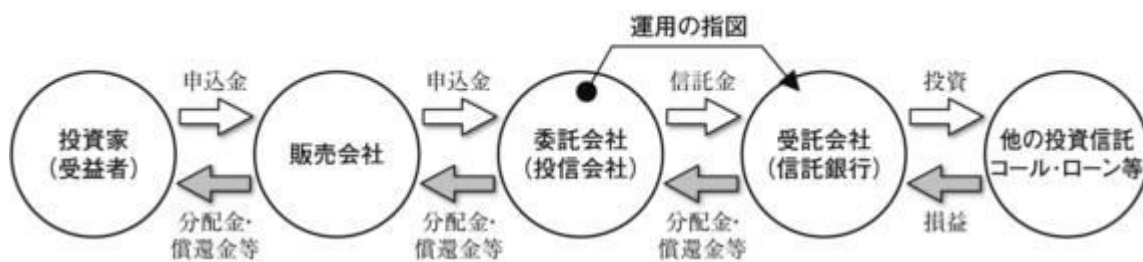 運用の指図
申込金
申込金
信託金
投資
投資家
(受益者)
販売会社
委託会社
(投信会社)
受託会社
(信託銀行)
他の投資信託
コール・ローン等
分配金・
償還金等
分配金・
償還金等
分配金・
償還金等
損益